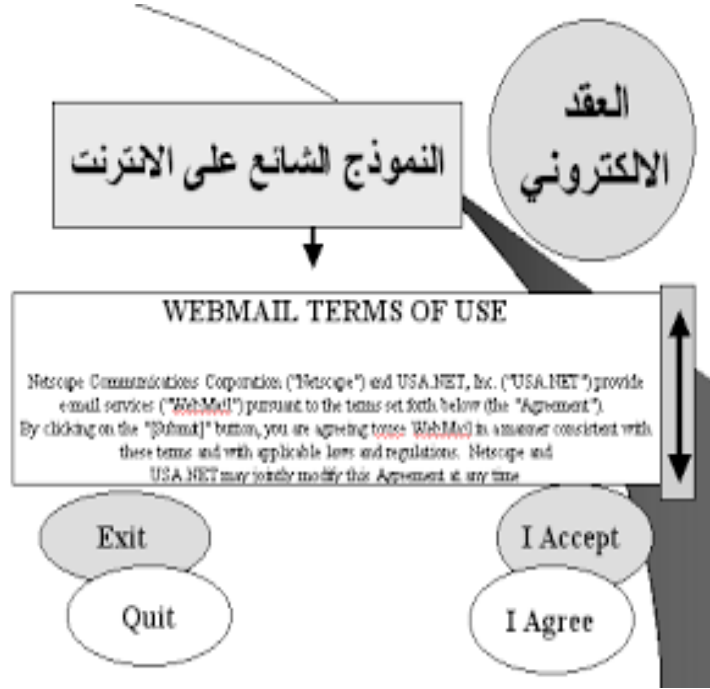 العقد
الالكتروني
النموذج الشائع على الانترنت
WEBMAIL TERMS OF USE
Netscape Communications Corporation ("Netscape") and USA.NET, Inc. ("USA.NET") provide
e-mail services ("WebMail") pursuant to the terms set forth below (the "Agreement").
By clicking on the "[Submit]" button, you are agreeing touse WebMail in a manner consistent with
these terms and with applicable laws and regulations. Netscape and
USA.NET may jointly modify this Agreement at any time
Exit
I Accept
Quit
I Agree